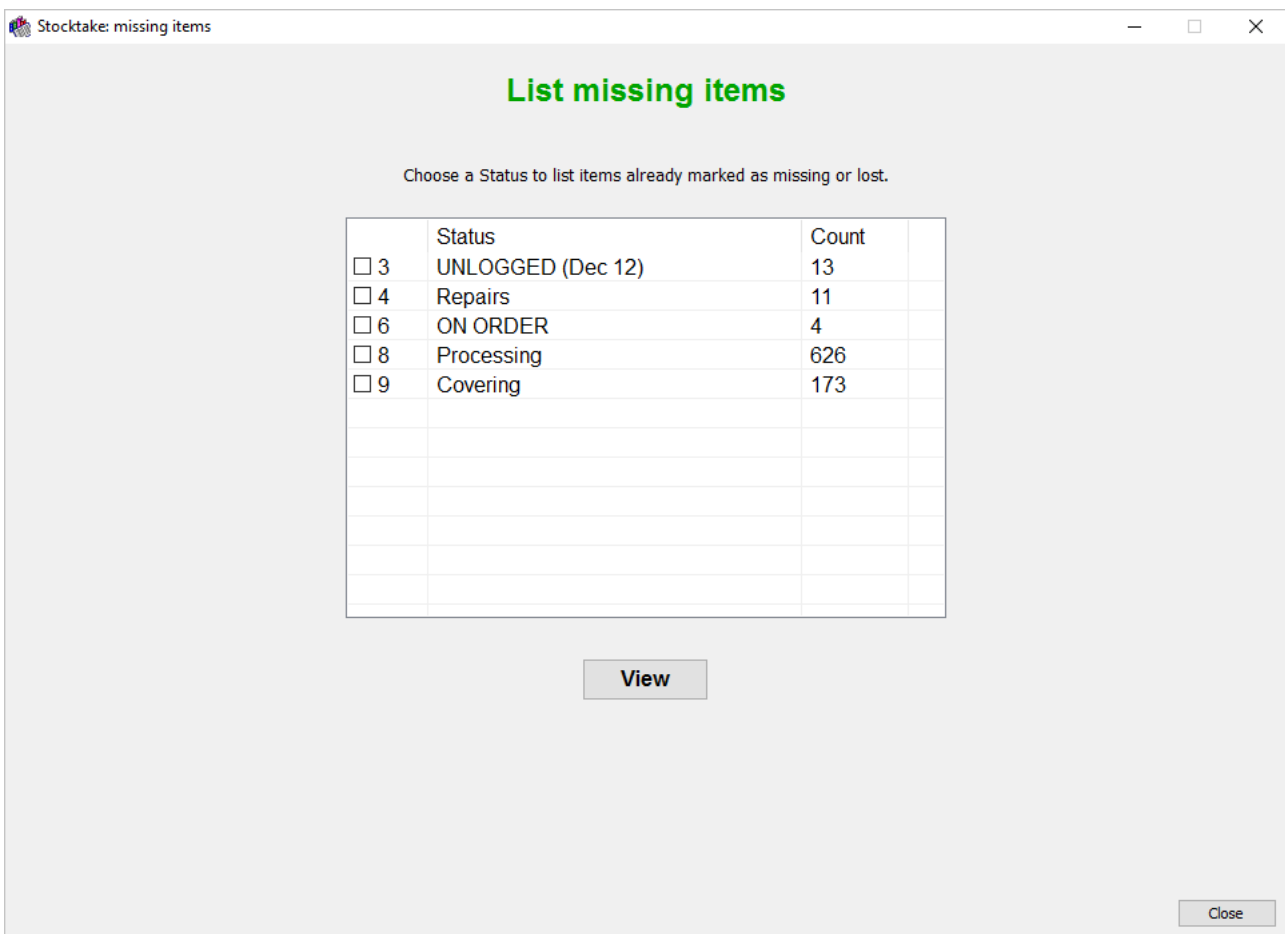 Stocktake: missing items
List missing items
Choose a Status to list items already marked as missing or lost.
Status Count
3 UNLOGGED (Dec 12) 13
4 Repairs 11
6 ON ORDER 4
8 Processing 626
9 Covering 173
View
Close